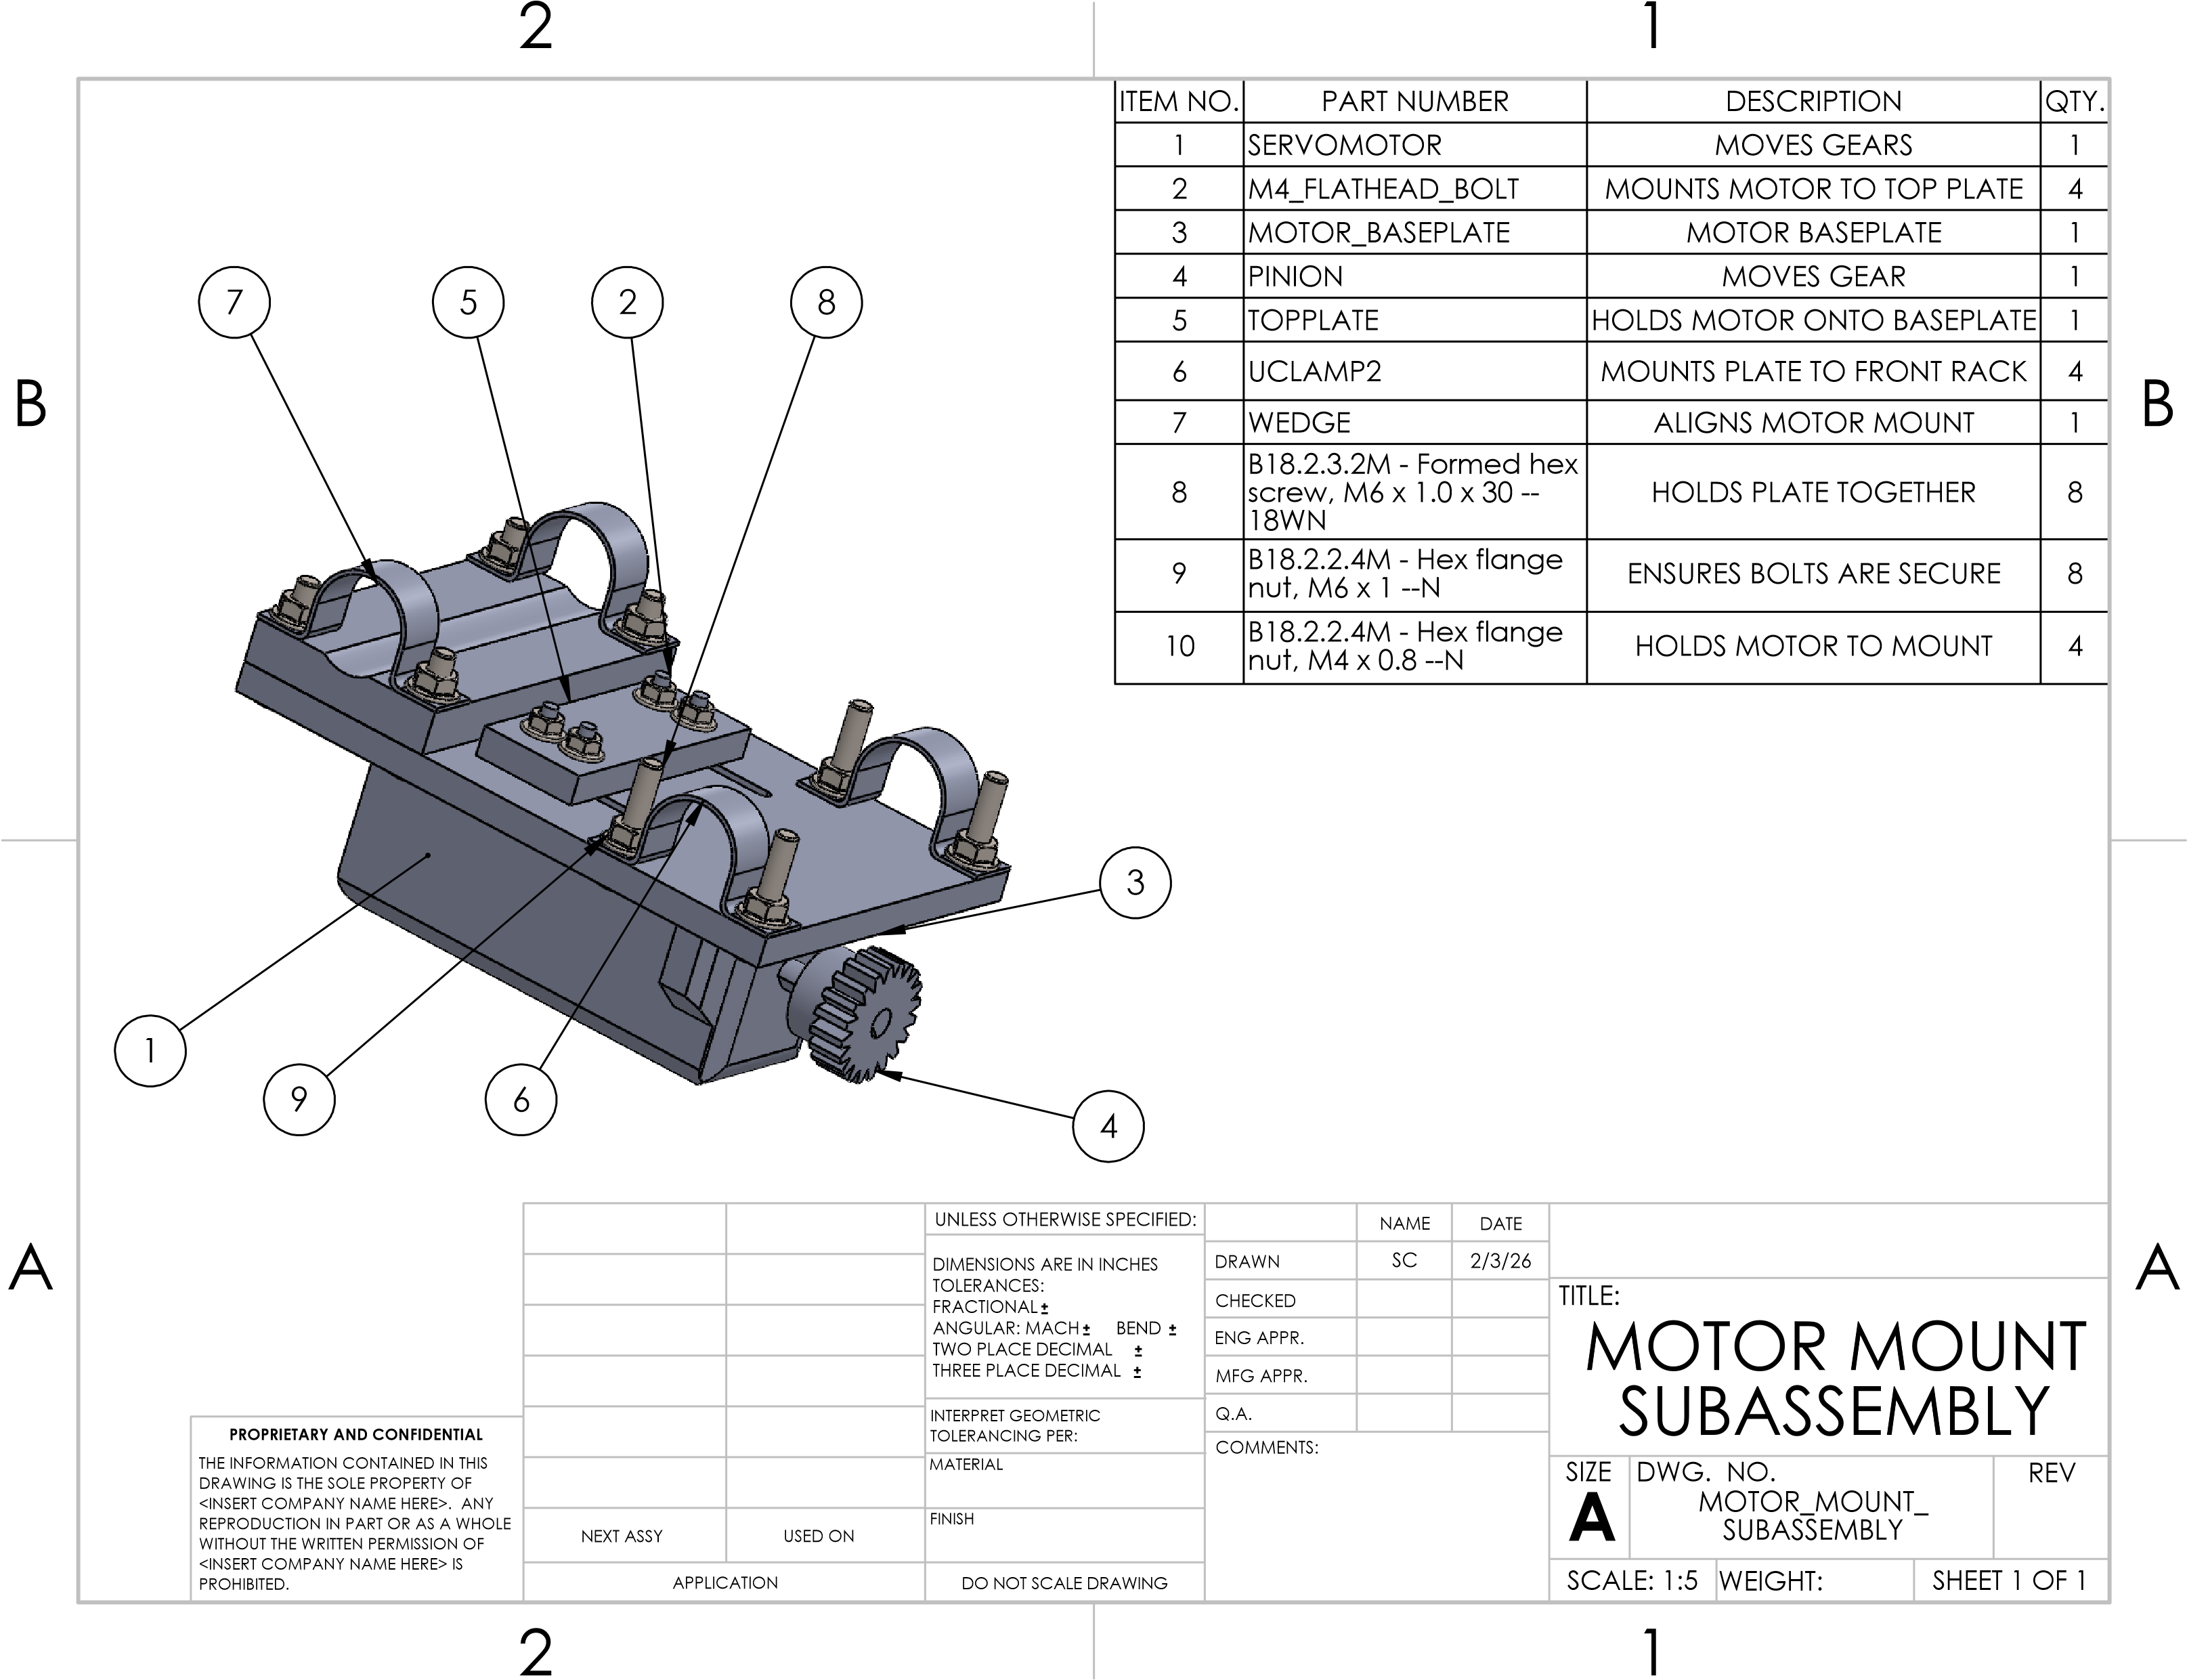 2 1
ITEM NO. PART NUMBER DESCRIPTION QTY.
1 SERVOMOTOR MOVES GEARS 1
2 M4_FLATHEAD_BOLT MOUNTS MOTOR TO TOP PLATE 4
3 MOTOR_BASEPLATE MOTOR BASEPLATE 1
4 PINION MOVES GEAR 1
5 TOPPLATE HOLDS MOTOR ONTO BASEPLATE 1
6 UCLAMP2 MOUNTS PLATE TO FRONT RACK 4
7 WEDGE ALIGNS MOTOR MOUNT 1
B18.2.3.2M - Formed hex
8 screw, M6 x 1.0 x 30 -- HOLDS PLATE TOGETHER 8
18WN
B18.2.2.4M - Hex flange
9 nut, M6 x 1 --N ENSURES BOLTS ARE SECURE 8
B18.2.2.4M - Hex flange
10 nut, M4 x 0.8 --N HOLDS MOTOR TO MOUNT 4
7 5 2 8
B B
3
1
9 6 4
A A
UNLESS OTHERWISE SPECIFIED:
DIMENSIONS ARE IN INCHES
TOLERANCES:
FRACTIONAL ±
ANGULAR: MACH ± BEND ±
TWO PLACE DECIMAL ±
THREE PLACE DECIMAL ±
INTERPRET GEOMETRIC
TOLERANCING PER:
MATERIAL
FINISH
DO NOT SCALE DRAWING
NAME DATE
DRAWN SC 2/3/26
CHECKED
ENG APPR.
MFG APPR.
Q.A.
COMMENTS:
TITLE:
MOTOR MOUNT
SUBASSEMBLY
SIZE DWG. NO. REV
A MOTOR_MOUNT_
SUBASSEMBLY
SCALE: 1:5 WEIGHT: SHEET 1 OF 1
PROPRIETARY AND CONFIDENTIAL
THE INFORMATION CONTAINED IN THIS
DRAWING IS THE SOLE PROPERTY OF
<INSERT COMPANY NAME HERE>. ANY
REPRODUCTION IN PART OR AS A WHOLE
WITHOUT THE WRITTEN PERMISSION OF
<INSERT COMPANY NAME HERE> IS
PROHIBITED.
NEXT ASSY USED ON
APPLICATION
2 1